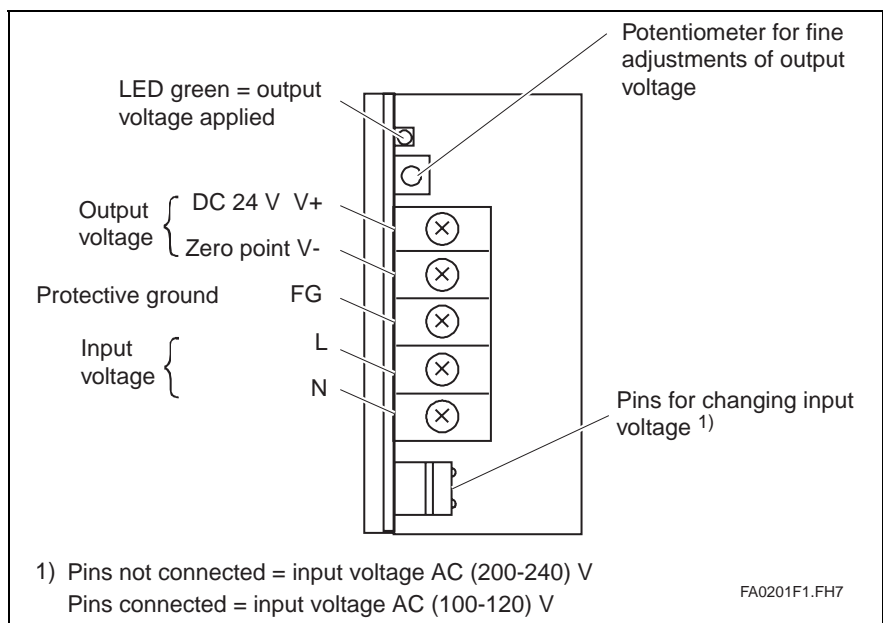 Potentiometer for fine
adjustments of output
voltage
LED green = output
voltage applied
Output
voltage
DC 24 V V+
Zero point V-
Protective ground FG
Input
voltage
L
N
Pins for changing input
voltage 1)
1) Pins not connected = input voltage AC (200-240) V
Pins connected = input voltage AC (100-120) V
FA0201F1.FH7